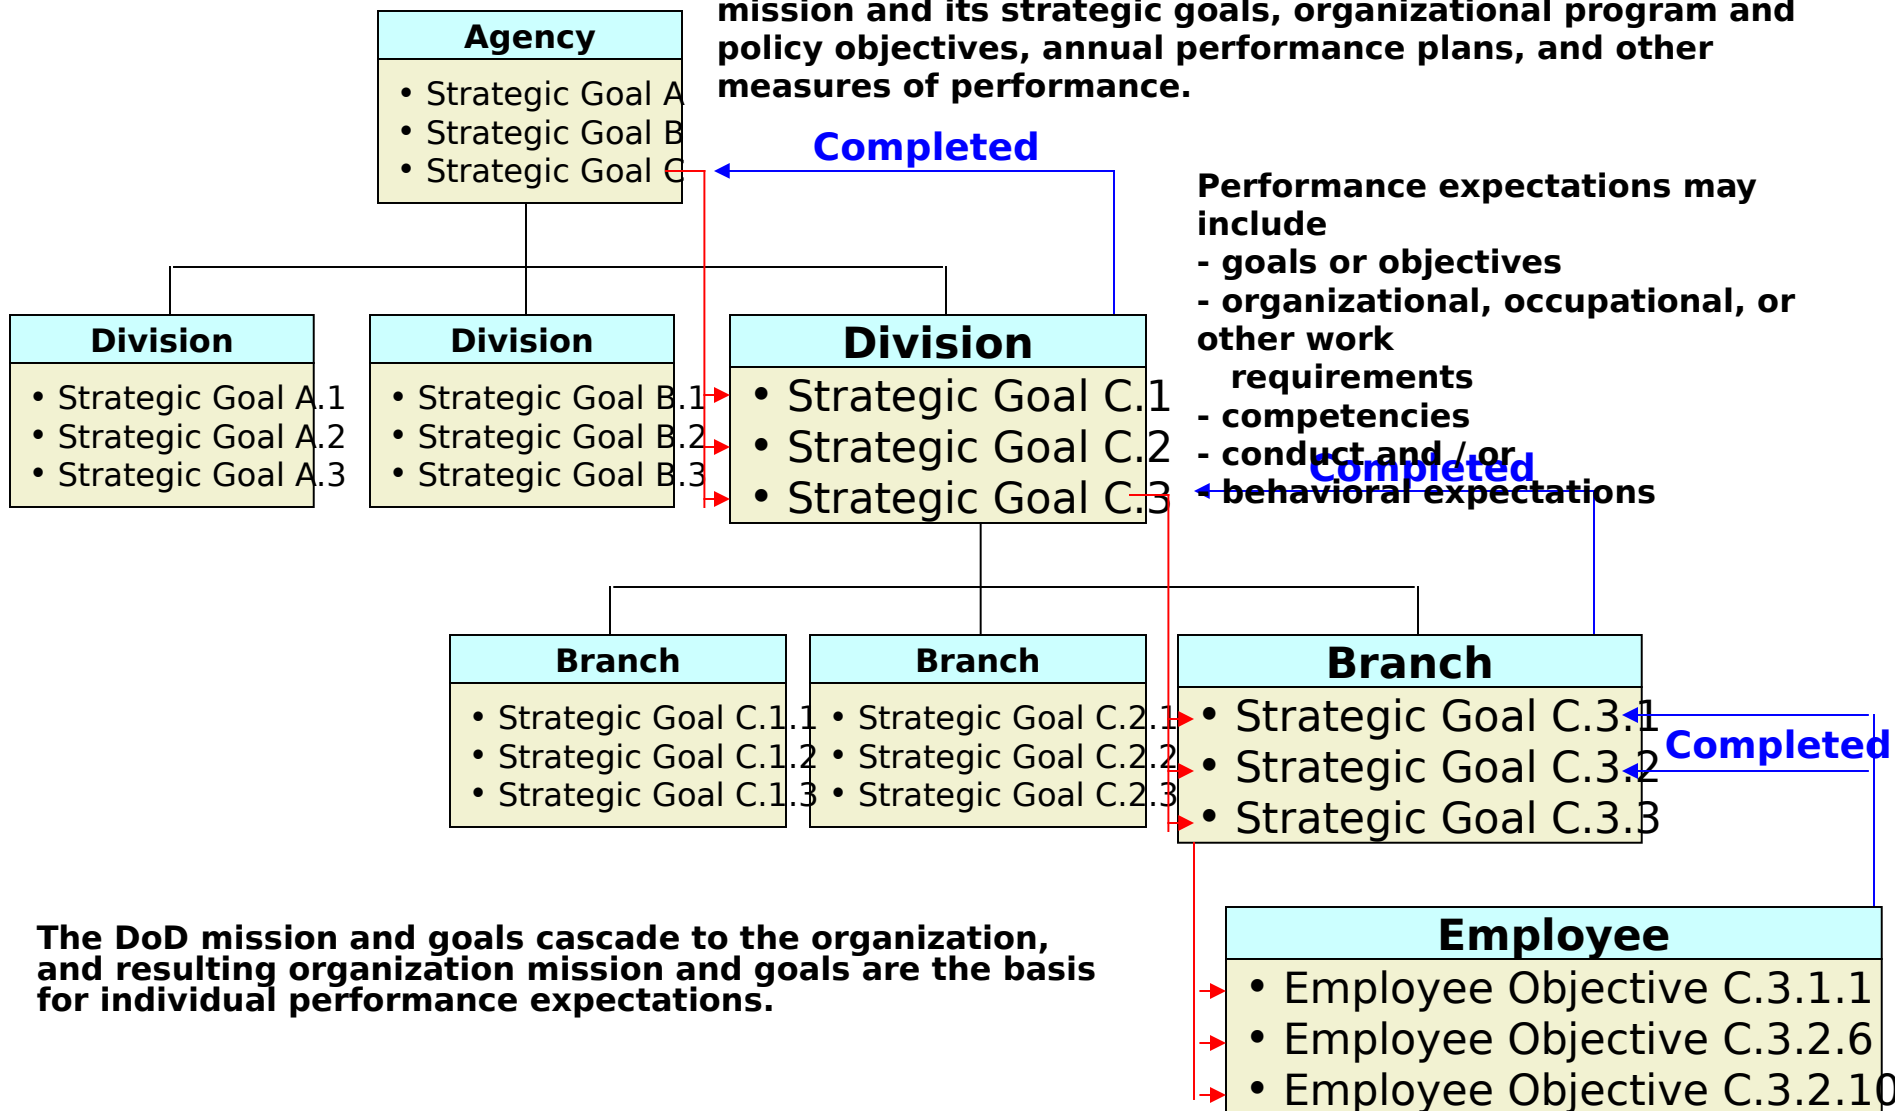 mission and its strategic goals, organizational program and
policy objectives, annual performance plans, and other
measures of performance.
Agency
• Strategic Goal A
• Strategic Goal B
• Strategic Goal C
Completed
Performance expectations may
include
- goals or objectives
- organizational, occupational, or
other work
requirements
- competencies
- conduct and / or
- behavioral expectations
Completed
Division
• Strategic Goal A.1
• Strategic Goal A.2
• Strategic Goal A.3
Division
• Strategic Goal B.1
• Strategic Goal B.2
• Strategic Goal B.3
Division
• Strategic Goal C.1
• Strategic Goal C.2
• Strategic Goal C.3
Branch
• Strategic Goal C.1.1
• Strategic Goal C.1.2
• Strategic Goal C.1.3
Branch
• Strategic Goal C.2.1
• Strategic Goal C.2.2
• Strategic Goal C.2.3
Branch
• Strategic Goal C.3.1
• Strategic Goal C.3.2
• Strategic Goal C.3.3
Completed
The DoD mission and goals cascade to the organization,
and resulting organization mission and goals are the basis
for individual performance expectations.
Employee
• Employee Objective C.3.1.1
• Employee Objective C.3.2.6
• Employee Objective C.3.2.10